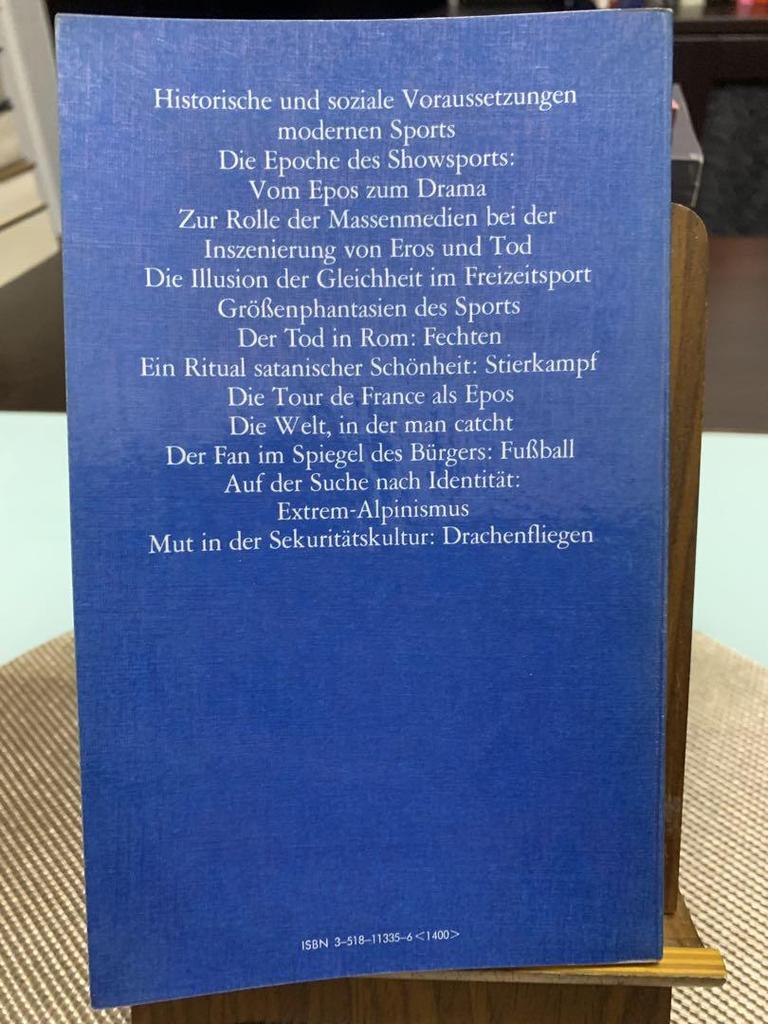 Historische und soziale Voraussetzungen
modernen Sports
Die Epoche des Showsports:
Vom Epos zum Drama
Zur Rolle der Massenmedien bei der
Inszenierung von Eros und Tod
Die Illusion der Gleichheit im Freizeitsport
Größenphantasien des Sports
Der Tod in Rom: Fechten
Ein Ritual satanischer Schönheit: Stierkampf
Die Tour de France als Epos
Die Welt, in der man catcht
Der Fan im Spiegel des Bürgers: Fußball
Auf der Suche nach Identität:
Extrem-Alpinismus
Mut in der Sekuritätskultur: Drachenfliegen
ISBN 3-518-11335-6 <1400>